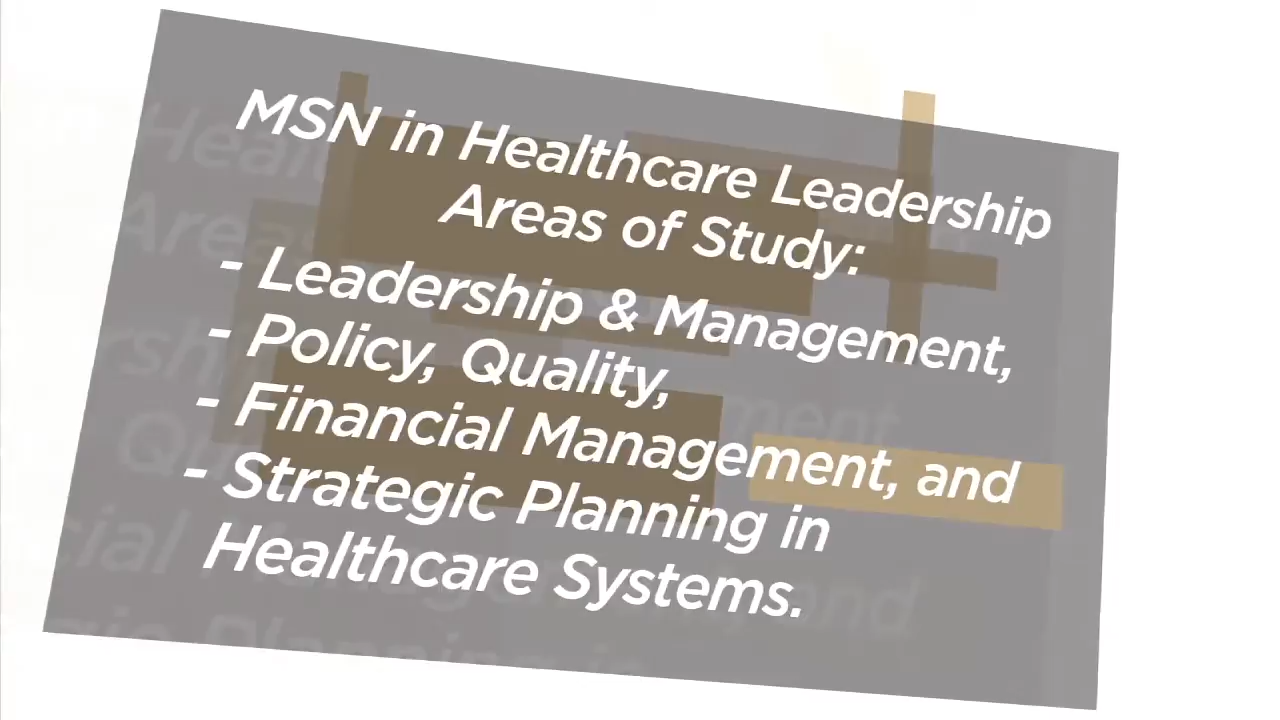 MSN in Healthcare Leadership
Areas of Study:
- Leadership & Management,
- Policy, Quality,
- Financial Management, and
- Strategic Planning in
Healthcare Systems.